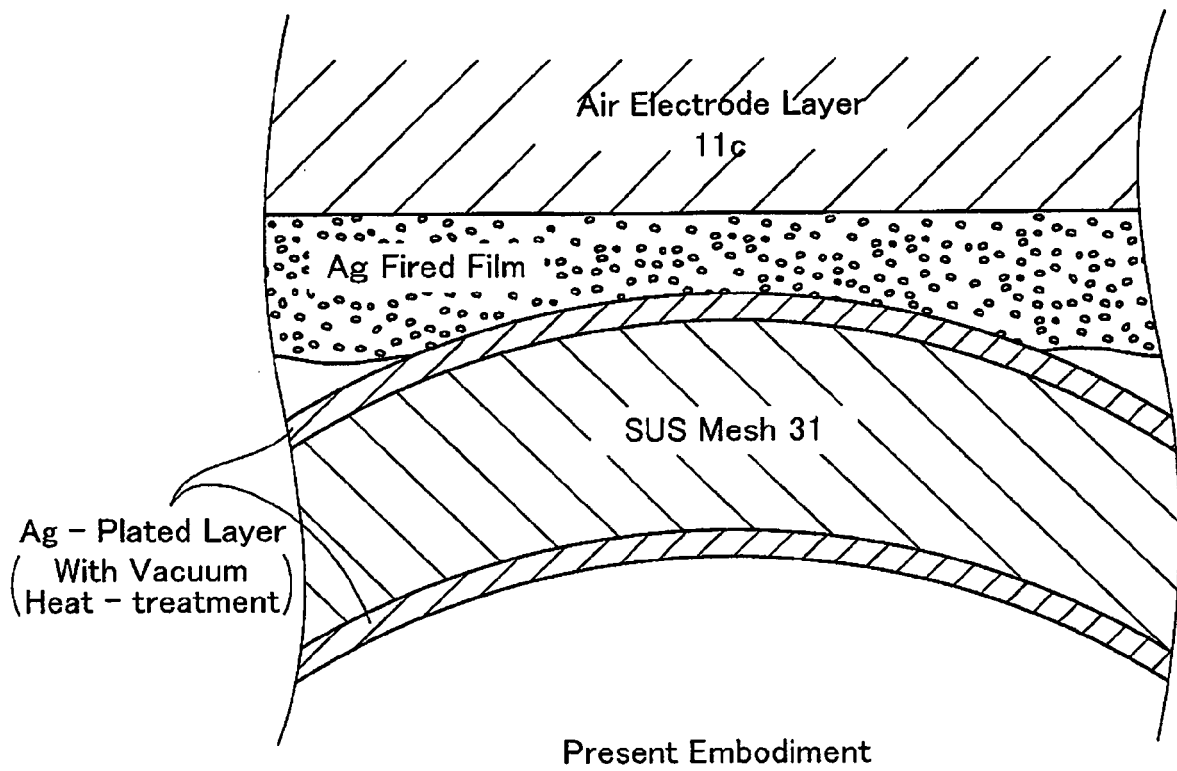 Air Electrode Layer
11c
Ag Fired Film
SUS Mesh 31
Ag – Plated Layer
(With Vacuum
Heat – treatment)
Present Embodiment